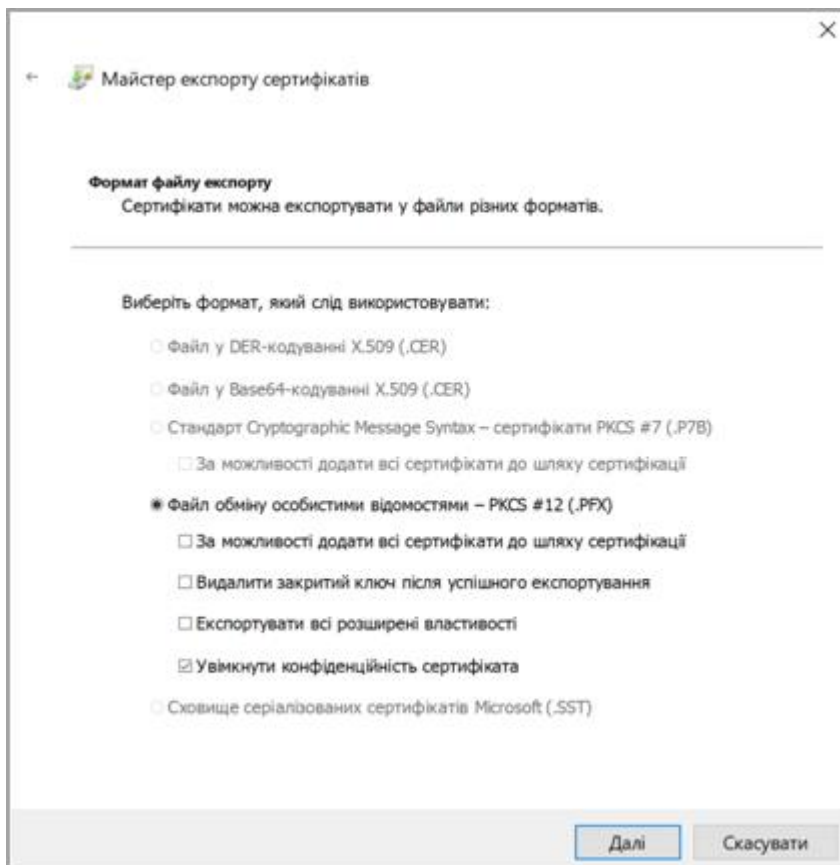 Майстер експорту сертифікатів
Формат файлу експорту
Сертифікати можна експортувати у файли різних форматів.
Виберіть формат, який слід використовувати:
Файл у DER-кодуванні X.509 (.CER)
Файл у Base64-кодуванні X.509 (.CER)
Стандарт Cryptographic Message Syntax – сертифікати PKCS #7 (.P7B)
За можливості додати всі сертифікати до шляху сертифікації
Файл обміну особистими відомостями – PKCS #12 (.PFX)
За можливості додати всі сертифікати до шляху сертифікації
Видалити закритий ключ після успішного експортування
Експортувати всі розширені властивості
Увімкнути конфіденційність сертифіката
Сховище серіалізованих сертифікатів Microsoft (.SST)
Далі Скасувати